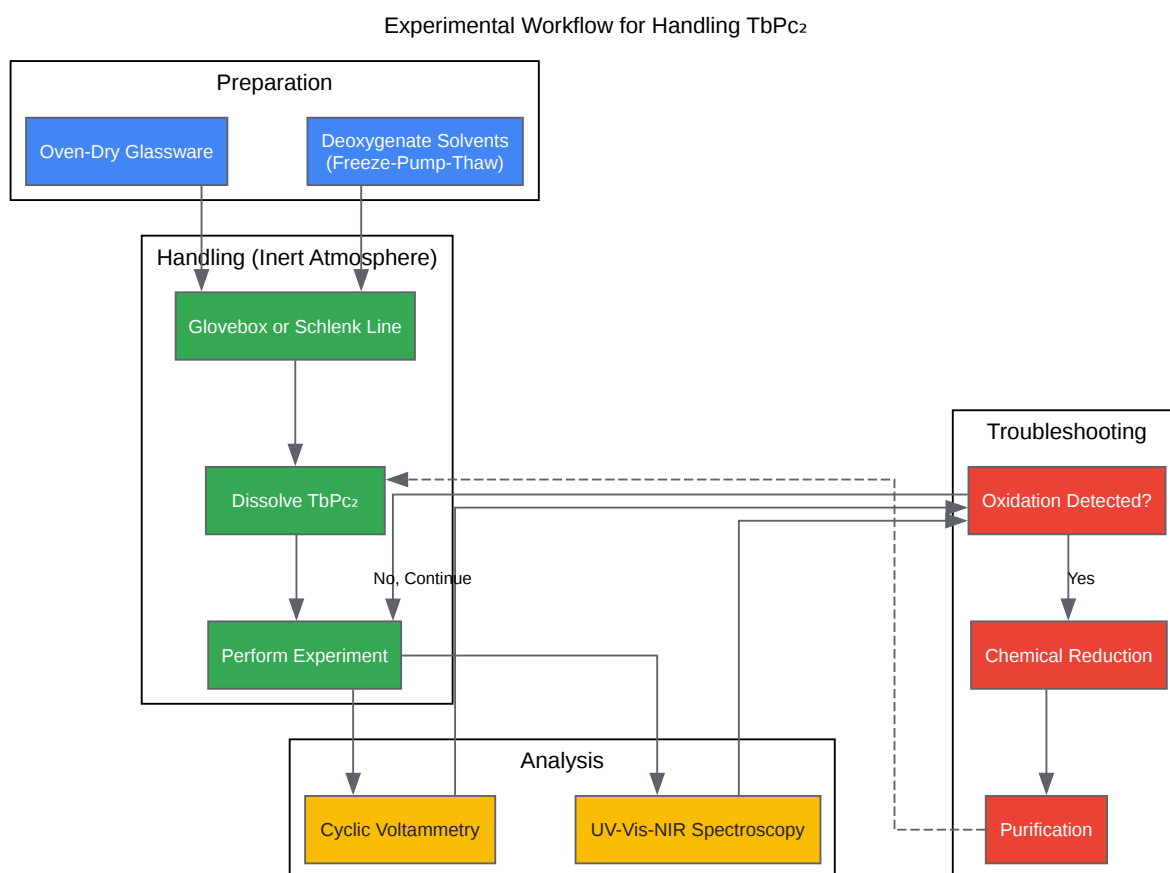 Experimental Workflow for Handling TbPc₂
Preparation
Oven-Dry Glassware
Deoxygenate Solvents
(Freeze-Pump-Thaw)
Handling (Inert Atmosphere)
Glovebox or Schlenk Line
Dissolve TbPc₂
No, Continue
Perform Experiment
Analysis
Cyclic Voltammetry
UV-Vis-NIR Spectroscopy
Troubleshooting
Oxidation Detected?
Yes
Chemical Reduction
Purification